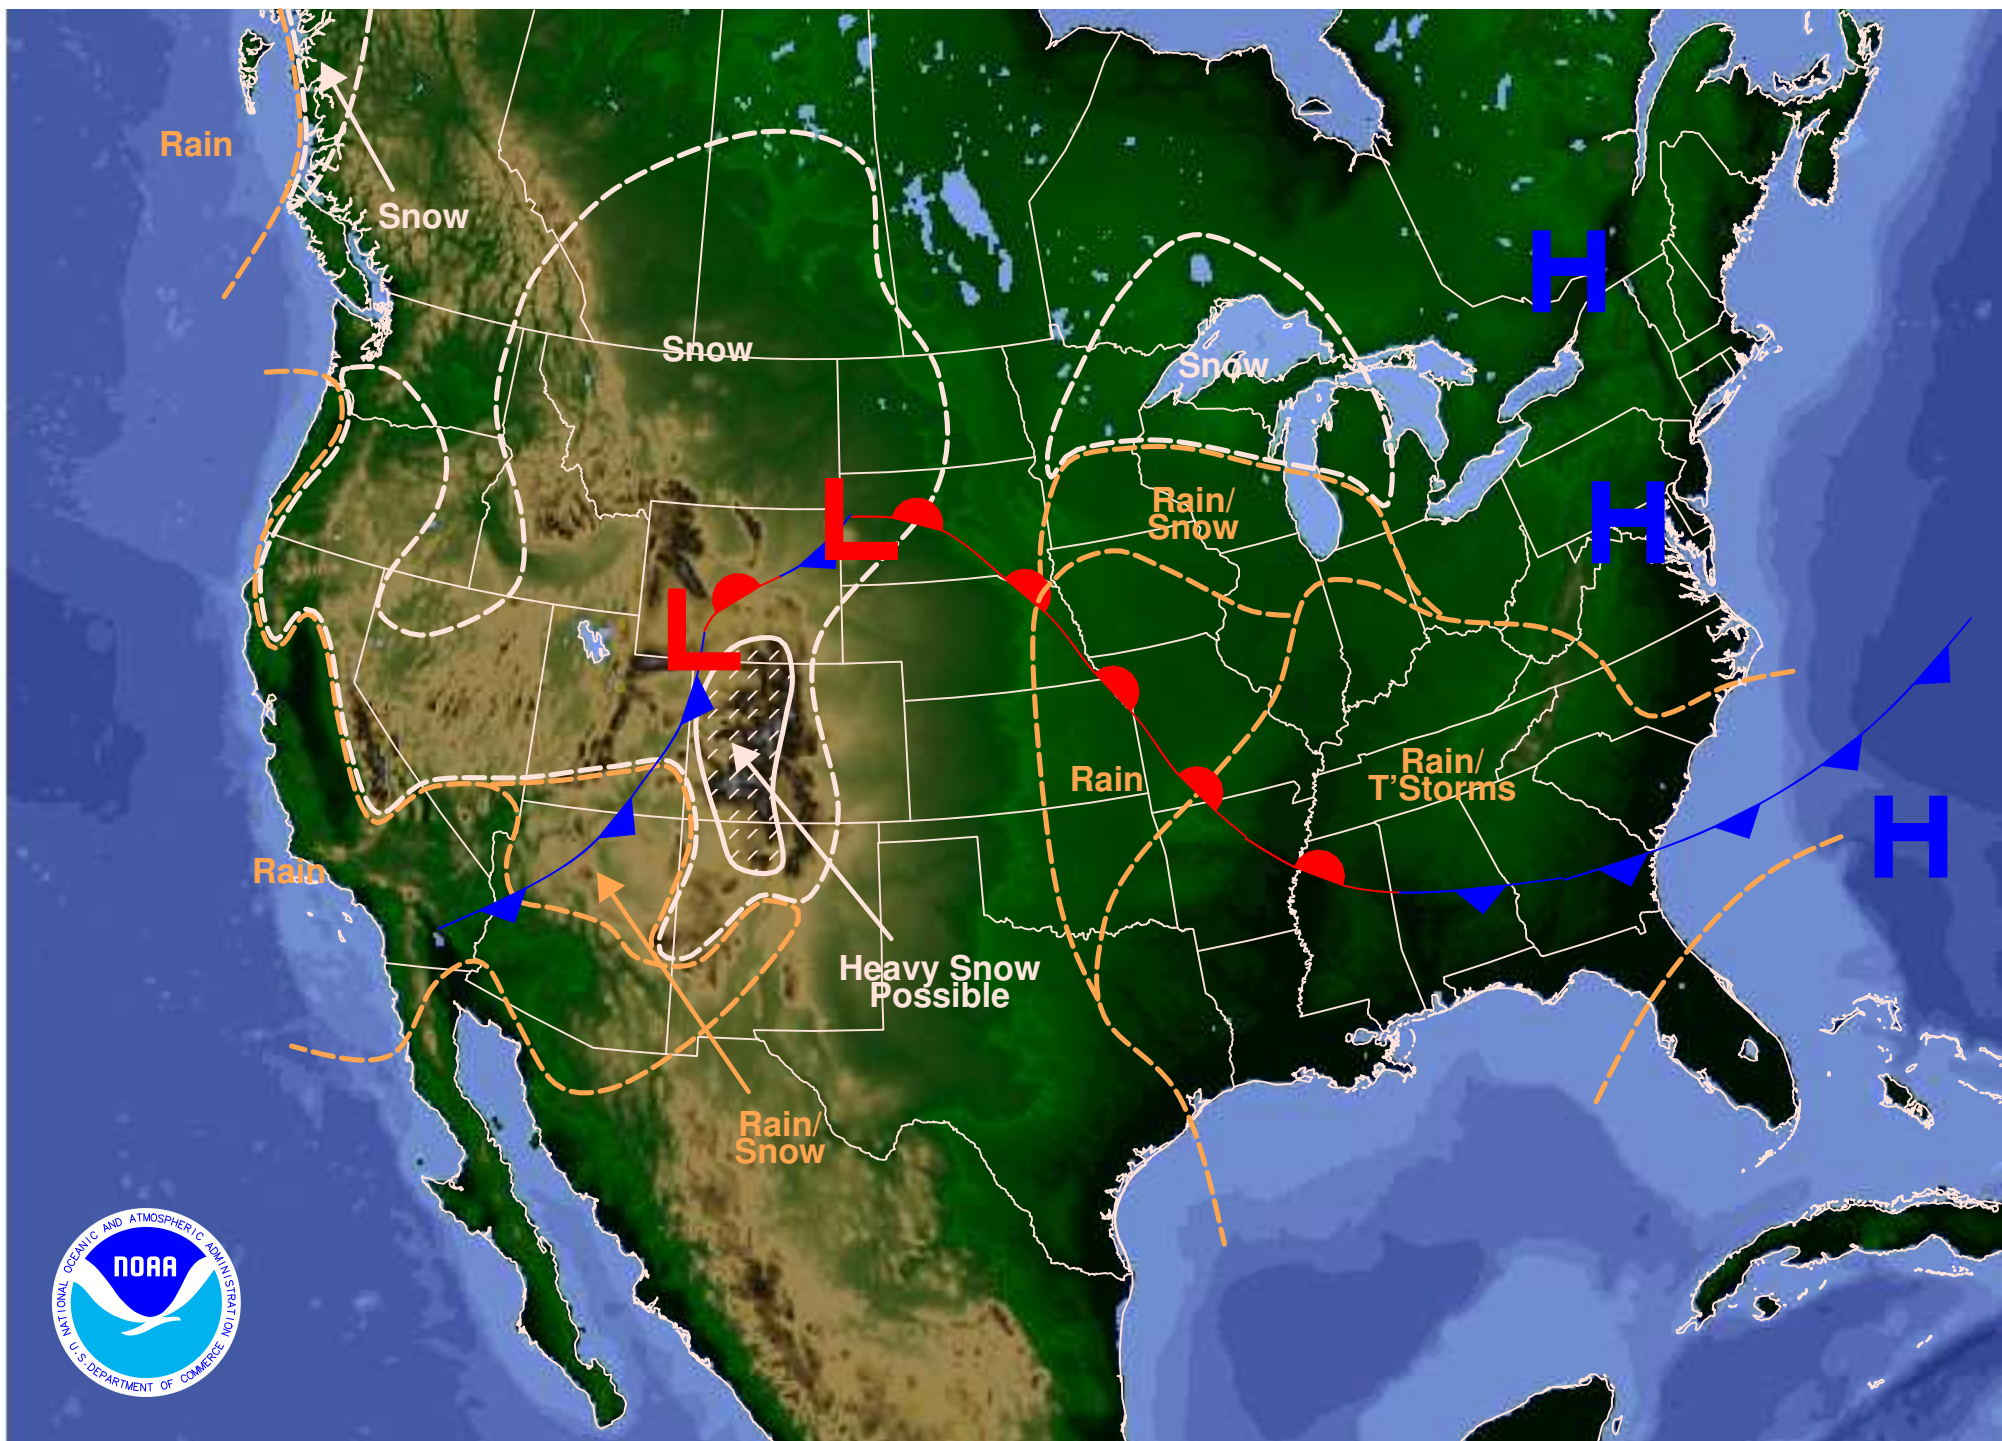 Rain
Snow
H
Snow
Snow
L
Rain/
Snow
H
L
Rain
Rain/
T'Storms
H
Rain
Heavy Snow
Possible
Rain/
Snow
NATIONAL OCEANIC AND ATMOSPHERIC ADMINISTRATION
NOAA
U.S. DEPARTMENT OF COMMERCE